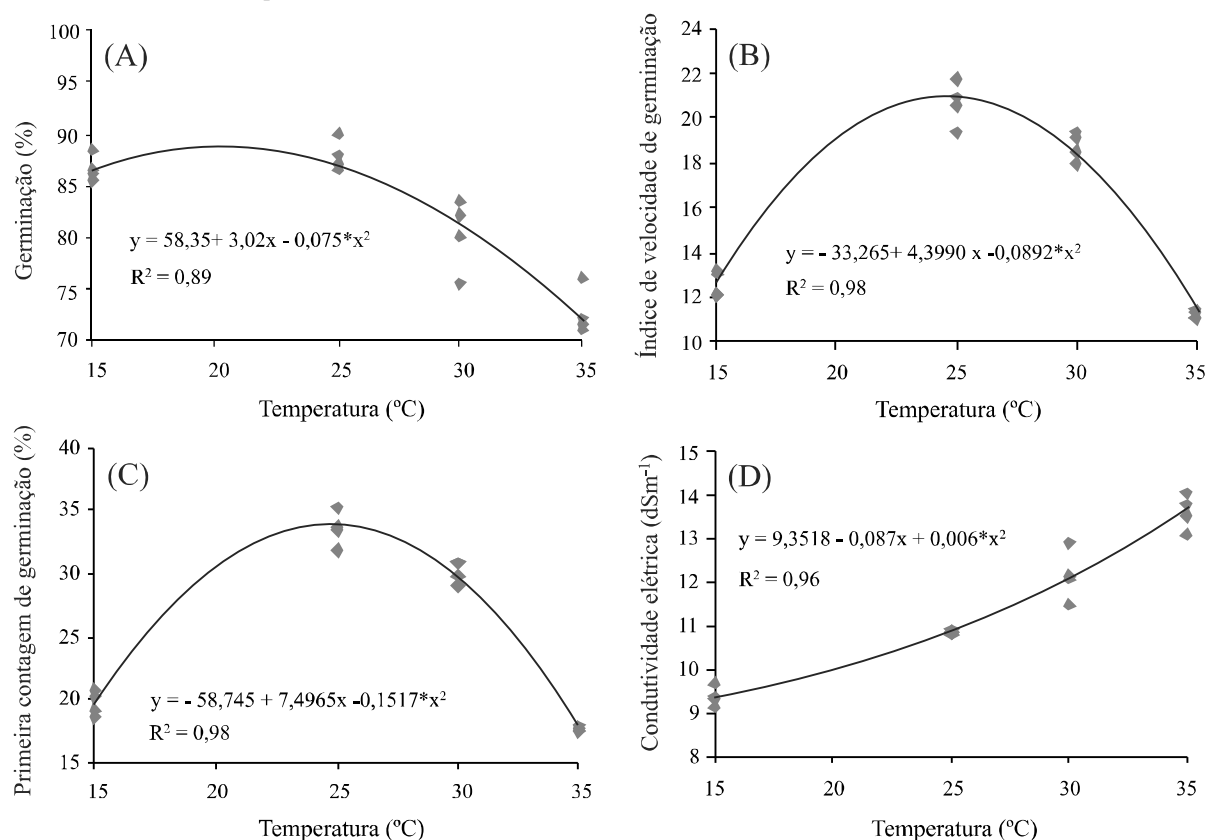 (A)
Germinação (%)
100
95
90
85
80
75
70
y = 58,35+ 3,02x - 0,075*x²
R² = 0,89
15 20 25 30 35
Temperatura (ºC)
(B)
Índice de velocidade de germinação
24
22
20
18
16
14
12
10
y = - 33,265+ 4,3990 x -0,0892*x²
R² = 0,98
15 20 25 30 35
Temperatura (ºC)
(C)
Primeira contagem de germinação (%)
40
35
30
25
20
15
y = - 58,745 + 7,4965x -0,1517*x²
R² = 0,98
15 20 25 30 35
Temperatura (ºC)
(D)
Condutividade elétrica (dSm⁻¹)
15
14
13
12
11
10
9
8
y = 9,3518 - 0,087x + 0,006*x²
R² = 0,96
15 20 25 30 35
Temperatura (ºC)